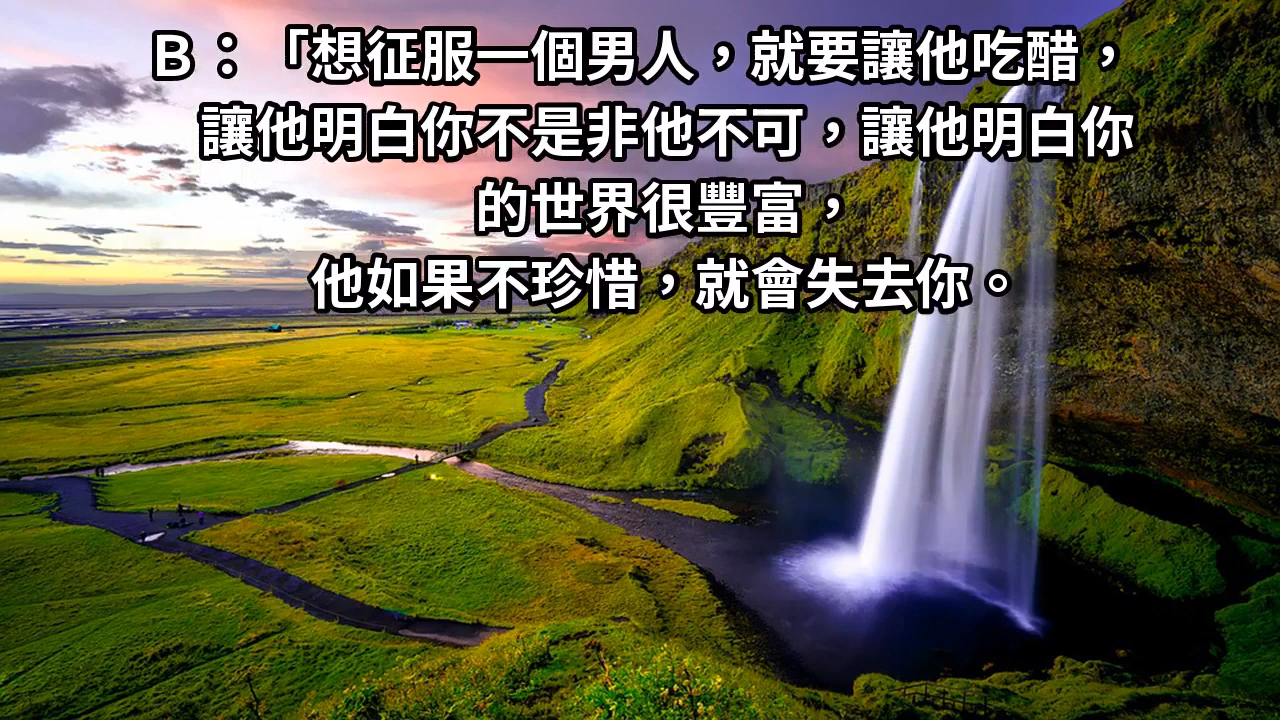 B：「想征服一個男人，就要讓他吃醋，
讓他明白你不是非他不可，讓他明白你
的世界很豐富，
他如果不珍惜，就會失去你。